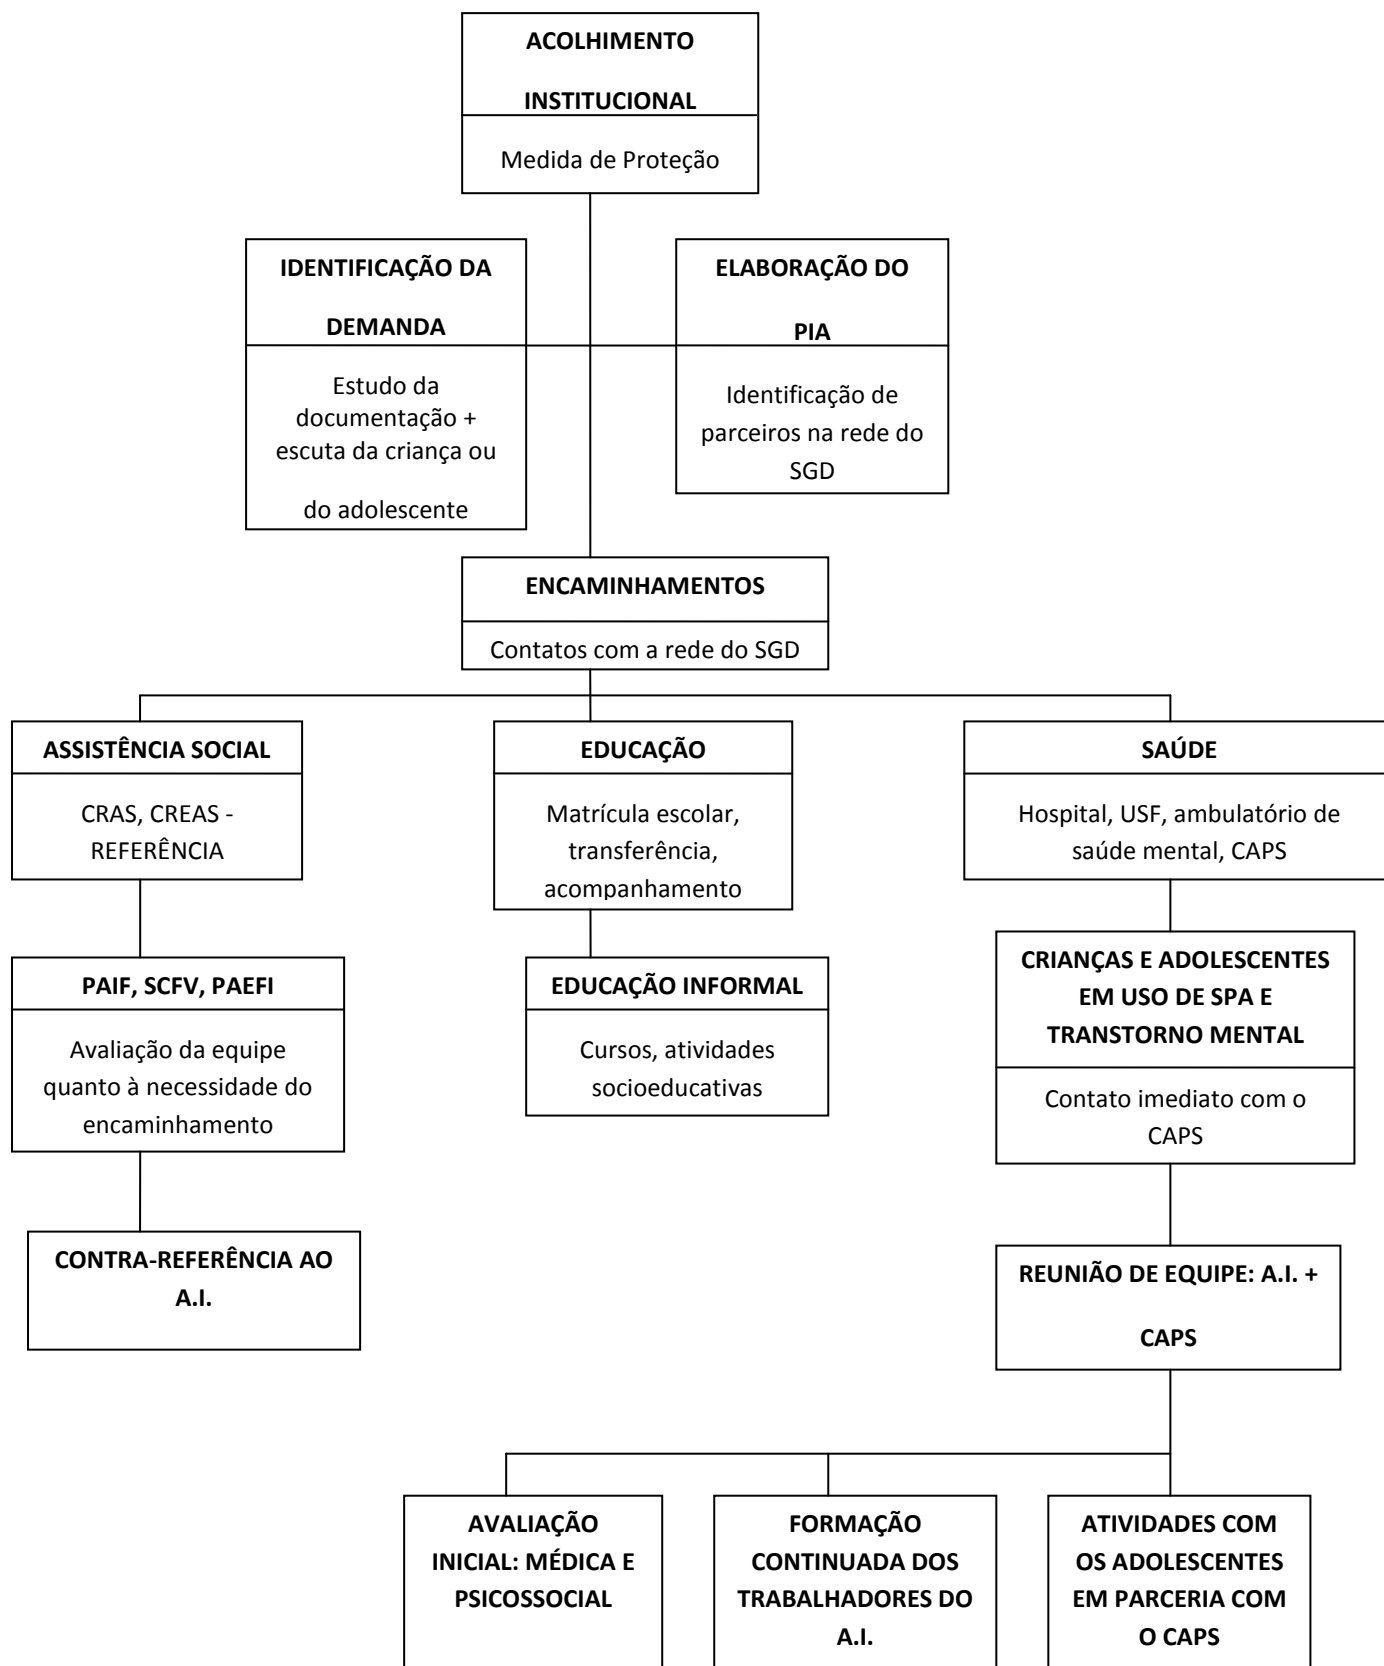 ACOLHIMENTO
INSTITUCIONAL
Medida de Proteção
IDENTIFICAÇÃO DA
DEMANDA
Estudo da
documentação +
escuta da criança ou
do adolescente
ELABORAÇÃO DO
PIA
Identificação de
parceiros na rede do
SGD
ENCAMINHAMENTOS
Contatos com a rede do SGD
ASSISTÊNCIA SOCIAL
CRAS, CREAS -
REFERÊNCIA
EDUCAÇÃO
Matrícula escolar,
transferência,
acompanhamento
SAÚDE
Hospital, USF, ambulatório de
saúde mental, CAPS
PAIF, SCFV, PAEFI
Avaliação da equipe
quanto à necessidade do
encaminhamento
EDUCAÇÃO INFORMAL
Cursos, atividades
socioeducativas
CRIANÇAS E ADOLESCENTES
EM USO DE SPA E
TRANSTORNO MENTAL
Contato imediato com o
CAPS
CONTRA-REFERÊNCIA AO
A.I.
REUNIÃO DE EQUIPE: A.I. +
CAPS
AVALIAÇÃO
INICIAL: MÉDICA E
PSICOSSOCIAL
FORMAÇÃO
CONTINUADA DOS
TRABALHADORES DO
A.I.
ATIVIDADES COM
OS ADOLESCENTES
EM PARCERIA COM
O CAPS